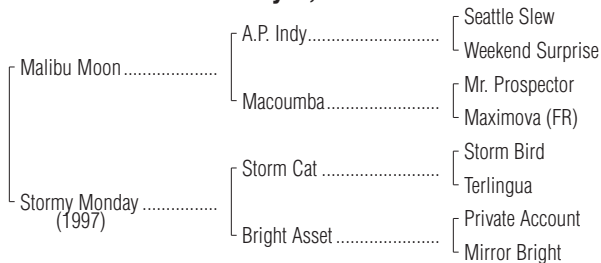 Seattle Slew
A.P. Indy
Weekend Surprise
Malibu Moon
Mr. Prospector
Macoumba
Maximova (FR)
Storm Bird
Storm Cat
Terlingua
Stormy Monday
(1997)
Private Account
Bright Asset
Mirror Bright